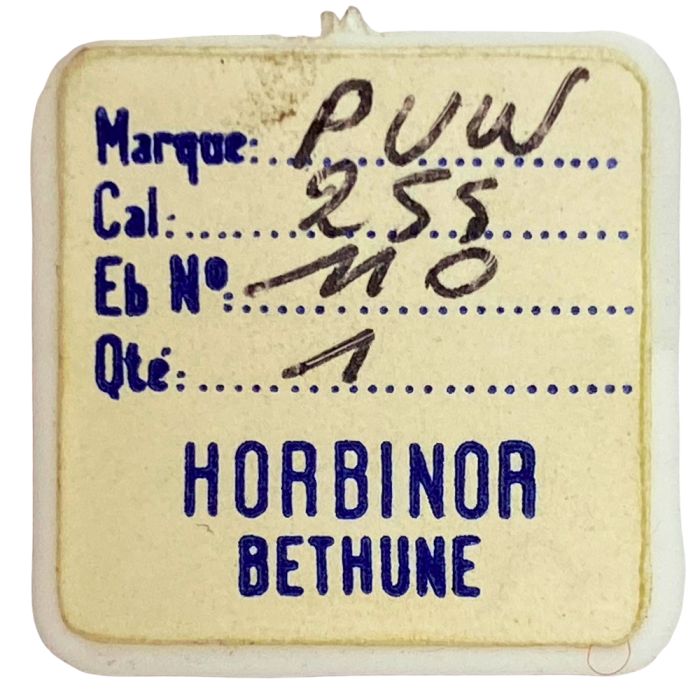 Marque: PUW
Cal: 255
Eb Nº: 110
Qté: 1
HORBINOR
BETHUNE